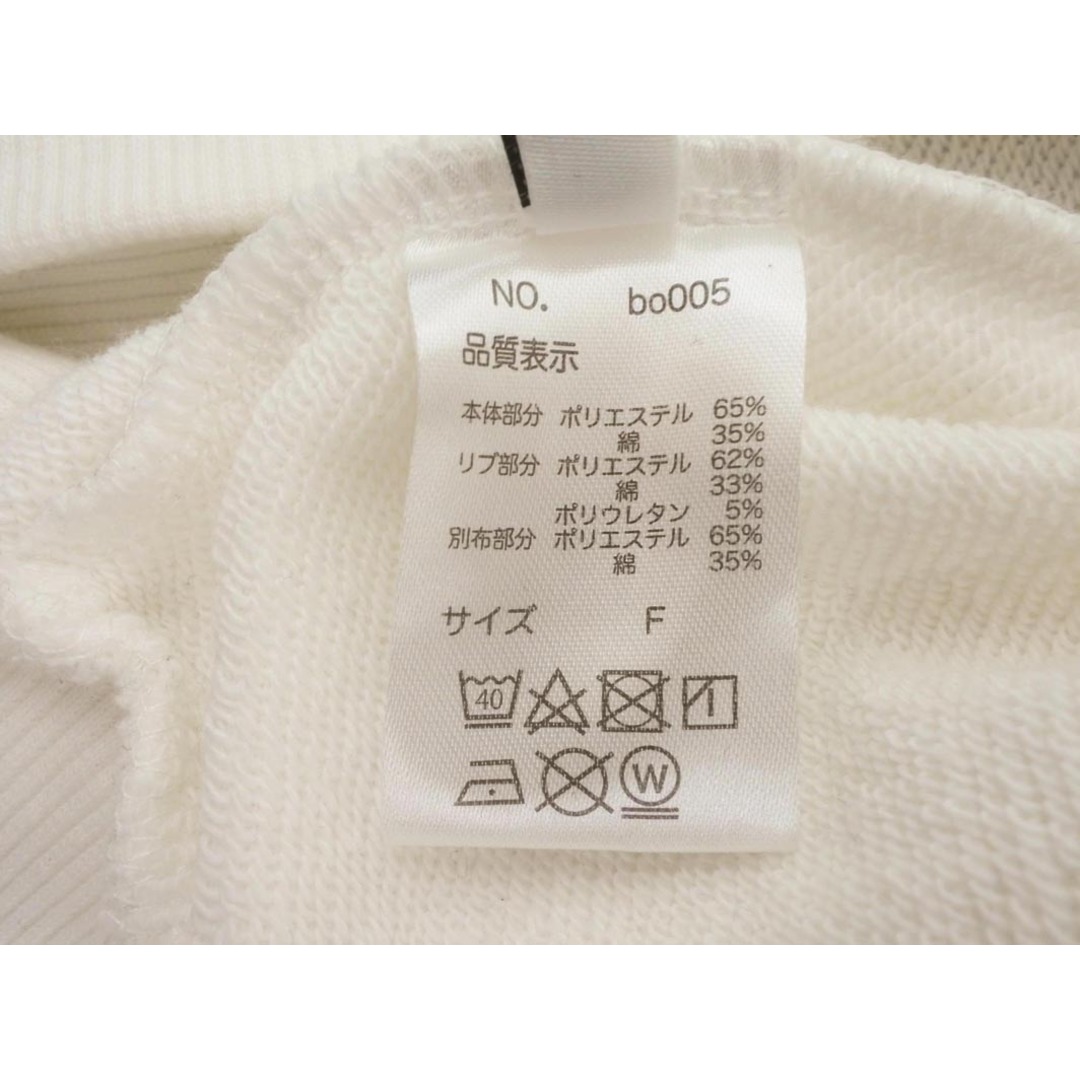 NO. bo005
品質表示
本体部分 ポリエステル 65%
綿 35%
リブ部分 ポリエステル 62%
綿 33%
ポリウレタン 5%
別布部分 ポリエステル 65%
綿 35%
サイズ F
40
W